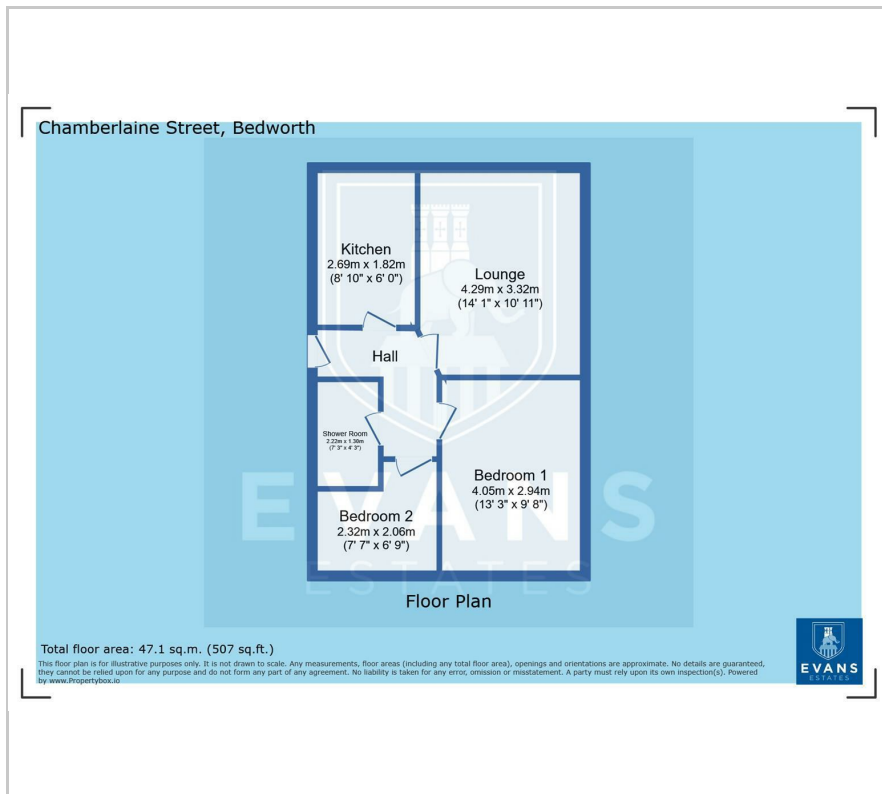 Chamberlaine Street, Bedworth
Kitchen
2.69m x 1.82m
(8' 10" x 6' 0")
Lounge
4.29m x 3.32m
(14' 1" x 10' 11")
Hall
Shower Room
2.22m x 1.30m
(7' 3" x 4' 3")
Bedroom 1
4.05m x 2.94m
(13' 3" x 9' 8")
Bedroom 2
2.32m x 2.06m
(7' 7" x 6' 9")
EVANS
ESTATES
Floor Plan
Total floor area: 47.1 sq.m. (507 sq.ft.)
This floor plan is for illustrative purposes only. It is not drawn to scale. Any measurements, floor areas (including any total floor area), openings and orientations are approximate. No details are guaranteed,
they cannot be relied upon for any purpose and do not form any part of any agreement. No liability is taken for any error, omission or misstatement. A party must rely upon its own inspection(s). Powered
by www.Propertybox.io
EVANS
ESTATES